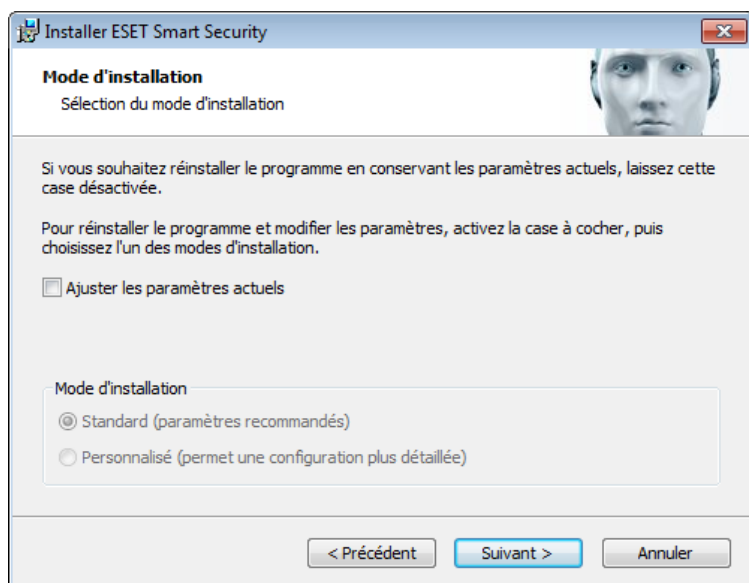 Installer ESET Smart Security
Mode d'installation
Sélection du mode d'installation
Si vous souhaitez réinstaller le programme en conservant les paramètres actuels, laissez cette
case désactivée.
Pour réinstaller le programme et modifier les paramètres, activez la case à cocher, puis
choisissez l'un des modes d'installation.
Ajuster les paramètres actuels
Mode d'installation
Standard (paramètres recommandés)
Personnalisé (permet une configuration plus détaillée)
< Précédent
Suivant >
Annuler